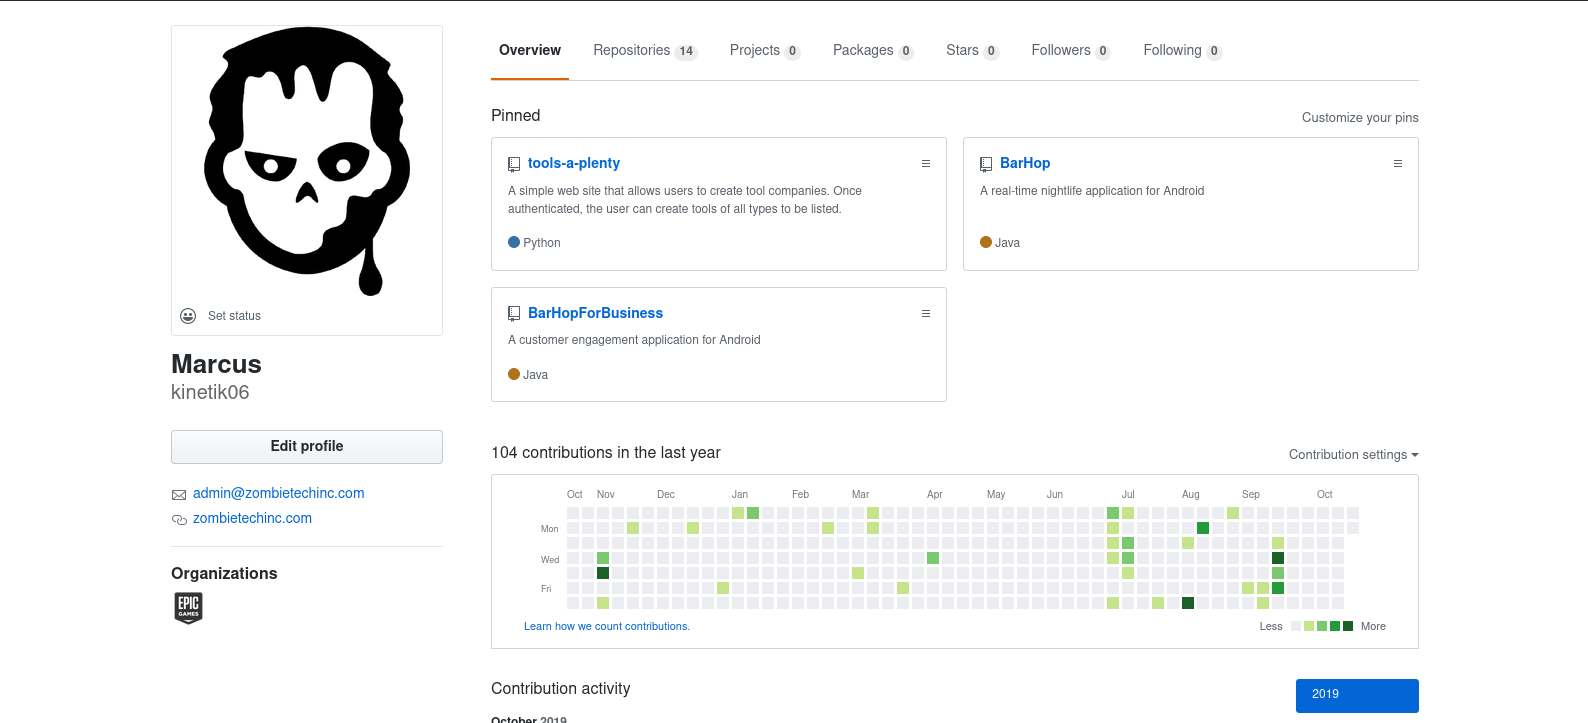 Overview Repositories 14 Projects 0 Packages 0 Stars 0 Followers 0 Following 0
Pinned Customize your pins
tools-a-plenty
A simple web site that allows users to create tool companies. Once
authenticated, the user can create tools of all types to be listed.
Python
BarHop
A real-time nightlife application for Android
Java
BarHopForBusiness
A customer engagement application for Android
Java
Set status
Marcus
kinetik06
Edit profile
admin@zombietechinc.com
zombietechinc.com
Organizations
EPIC
GAMES
104 contributions in the last year Contribution settings
Oct Nov Dec Jan Feb Mar Apr May Jun Jul Aug Sep Oct
Mon
Wed
Fri
Learn how we count contributions. Less More
Contribution activity 2019
October 2019